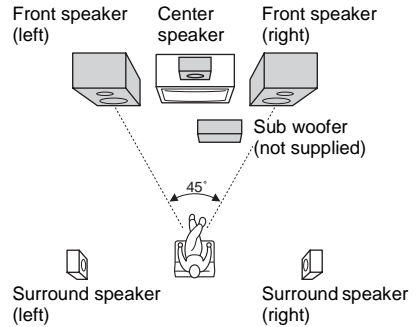 Front speaker
(left)
Center
speaker
Front speaker
(right)
Sub woofer
(not supplied)
45˚
Surround speaker
(left)
Surround speaker
(right)